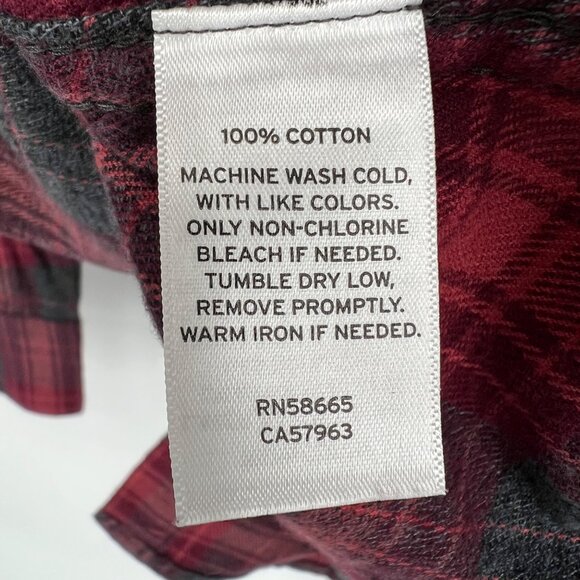 100% COTTON
MACHINE WASH COLD,
WITH LIKE COLORS.
ONLY NON-CHLORINE
BLEACH IF NEEDED.
TUMBLE DRY LOW,
REMOVE PROMPTLY.
WARM IRON IF NEEDED.
RN58665
CA57963